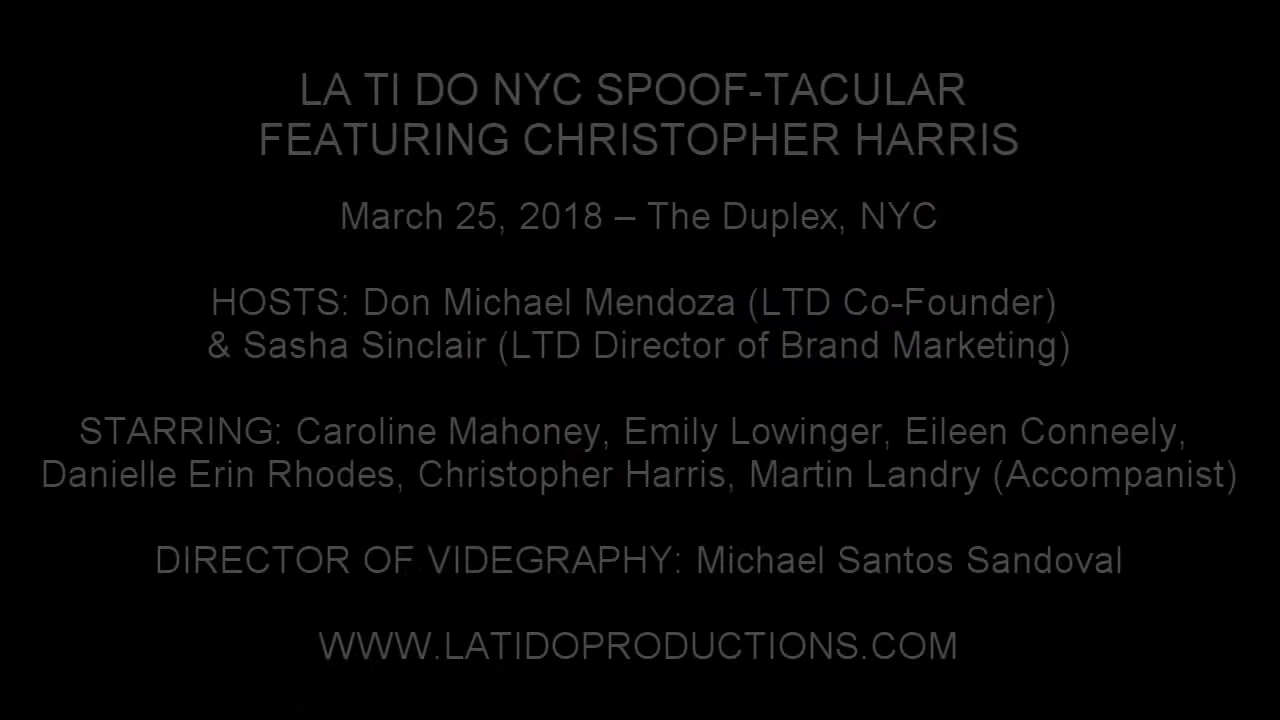 LA TI DO NYC SPOOF-TACULAR
FEATURING CHRISTOPHER HARRIS
March 25, 2018 – The Duplex, NYC
HOSTS: Don Michael Mendoza (LTD Co-Founder)
& Sasha Sinclair (LTD Director of Brand Marketing)
STARRING: Caroline Mahoney, Emily Lowinger, Eileen Conneely,
Danielle Erin Rhodes, Christopher Harris, Martin Landry (Accompanist)
DIRECTOR OF VIDEGRAPHY: Michael Santos Sandoval
WWW.LATIDOPRODUCTIONS.COM